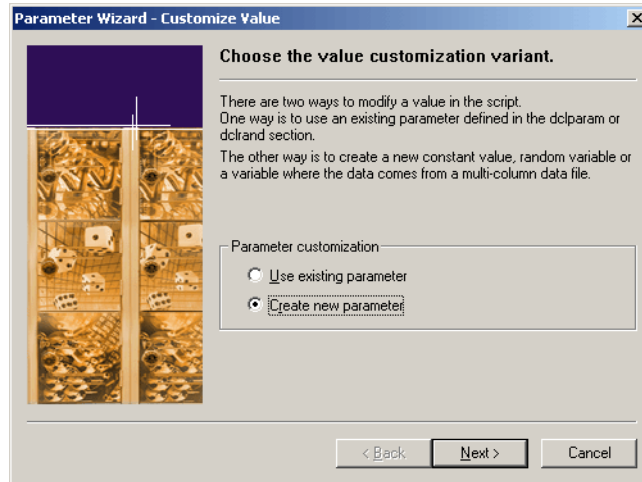 Parameter Wizard - Customize Value
Choose the value customization variant.
There are two ways to modify a value in the script.
One way is to use an existing parameter defined in the dclparam or
dclrand section.
The other way is to create a new constant value, random variable or
a variable where the data comes from a multi-column data file.
Parameter customization
Use existing parameter
Create new parameter
< Back
Next >
Cancel